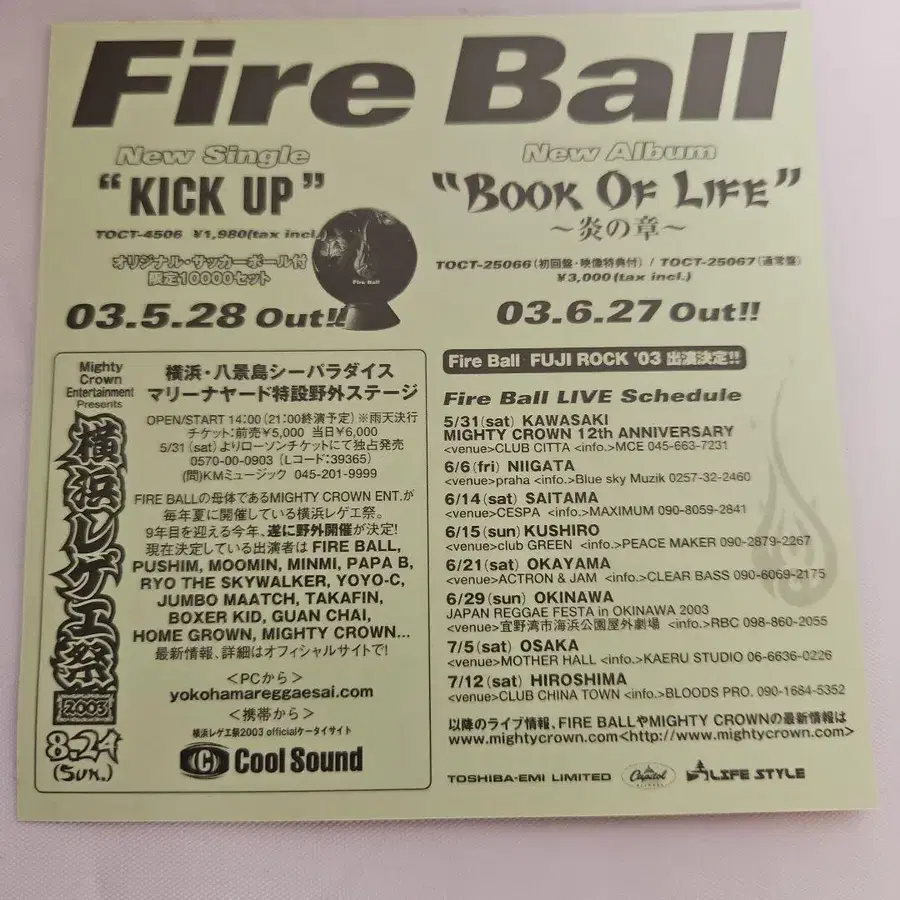 Fire Ball
New Single
“KICK UP”
TOCT-4506 ¥1,980(tax incl.)
オリジナル・サッカーボール付
限定10000セット
Fire Ball
03.5.28 Out!!
New Album
“BOOK OF LIFE”
〜炎の章〜
TOCT-25066(初回盤・映像特典付) / TOCT-25067(通常盤)
¥3,000(tax incl.)
03.6.27 Out!!
Mighty
Crown
Entertainment
Presents
横浜レゲエ祭
2003
8.24
(SUN.)
横浜・八景島シーパラダイス
マリーナヤード特設野外ステージ
OPEN/START 14:00 (21:00終演予定) ※雨天決行
チケット:前売¥5,000 当日¥6,000
5/31 (sat) よりローソンチケットにて独占発売
0570-00-0903 (Lコード:39365)
(問)KMミュージック 045-201-9999
FIRE BALLの母体であるMIGHTY CROWN ENT.が
毎年夏に開催している横浜レゲエ祭。
9年目を迎える今年、遂に野外開催が決定!
現在決定している出演者は FIRE BALL,
PUSHIM, MOOMIN, MINMI, PAPA B,
RYO THE SKYWALKER, YOYO-C,
JUMBO MAATCH, TAKAFIN,
BOXER KID, GUAN CHAI,
HOME GROWN, MIGHTY CROWN...
最新情報、詳細はオフィシャルサイトで!
<PCから>
yokohamareggaesai.com
<携帯から>
横浜レゲエ祭2003 officialケータイサイト
(C) Cool Sound
Fire Ball FUJI ROCK '03 出演決定!!
Fire Ball LIVE Schedule
5/31(sat) KAWASAKI
MIGHTY CROWN 12th ANNIVERSARY
<venue>CLUB CITTA <info.>MCE 045-663-7231
6/6(fri) NIIGATA
<venue>praha <info.>Blue sky Muzik 0257-32-2460
6/14(sat) SAITAMA
<venue>CESPA <info.>MAXIMUM 090-8059-2841
6/15(sun) KUSHIRO
<venue>club GREEN <info.>PEACE MAKER 090-2879-2267
6/21(sat) OKAYAMA
<venue>ACTRON & JAM <info.>CLEAR BASS 090-6069-2175
6/29(sun) OKINAWA
JAPAN REGGAE FESTA in OKINAWA 2003
<venue>宜野湾市海浜公園屋外劇場 <info.>RBC 098-860-2055
7/5(sat) OSAKA
<venue>MOTHER HALL <info.>KAERU STUDIO 06-6636-0226
7/12(sat) HIROSHIMA
<venue>CLUB CHINA TOWN <info.>BLOODS PRO. 090-1684-5352
以降のライブ情報、FIRE BALLやMIGHTY CROWNの最新情報は
www.mightycrown.com<http://www.mightycrown.com>
TOSHIBA-EMI LIMITED Capitol RECORDS LIFE STYLE